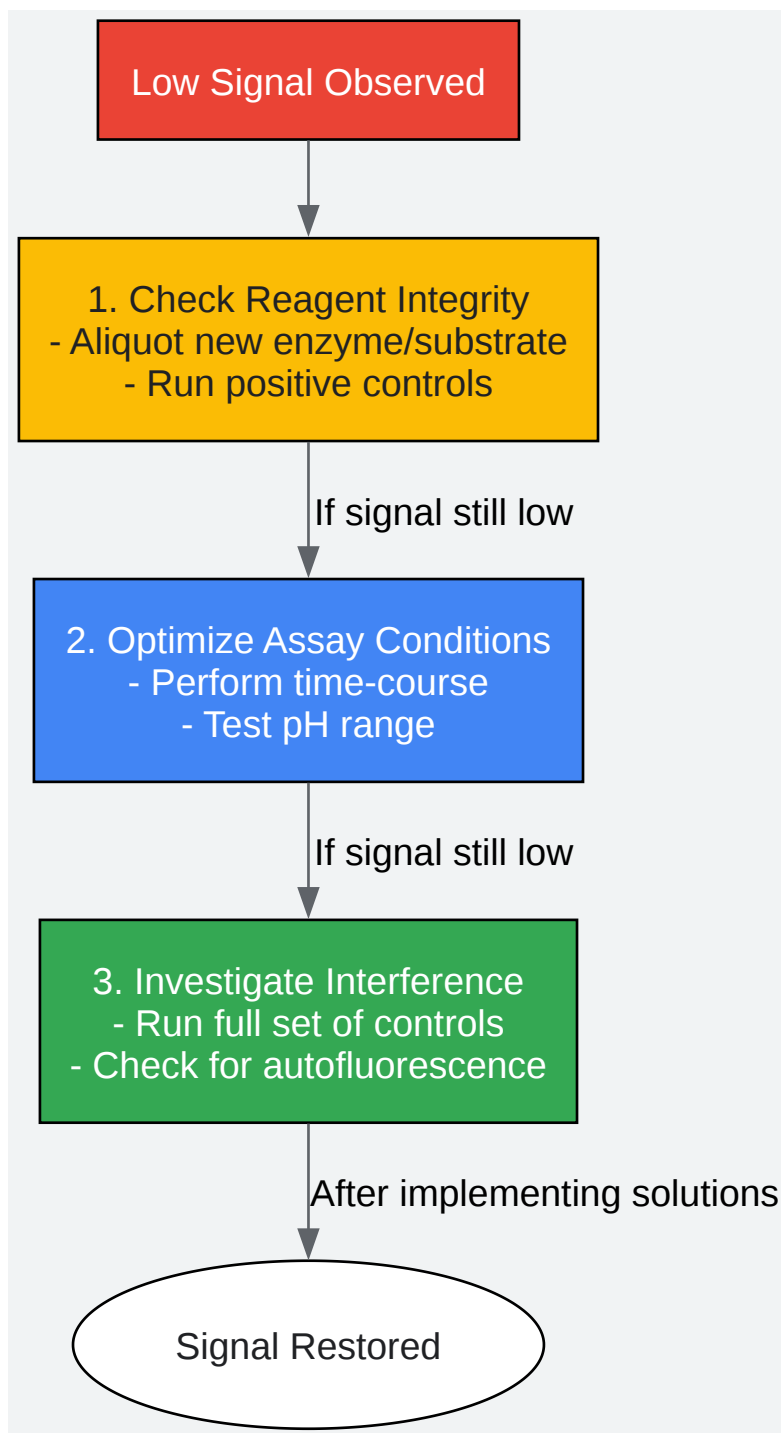 Low Signal Observed
1. Check Reagent Integrity
- Aliquot new enzyme/substrate
- Run positive controls
If signal still low
2. Optimize Assay Conditions
- Perform time-course
- Test pH range
If signal still low
3. Investigate Interference
- Run full set of controls
- Check for autofluorescence
After implementing solutions
Signal Restored